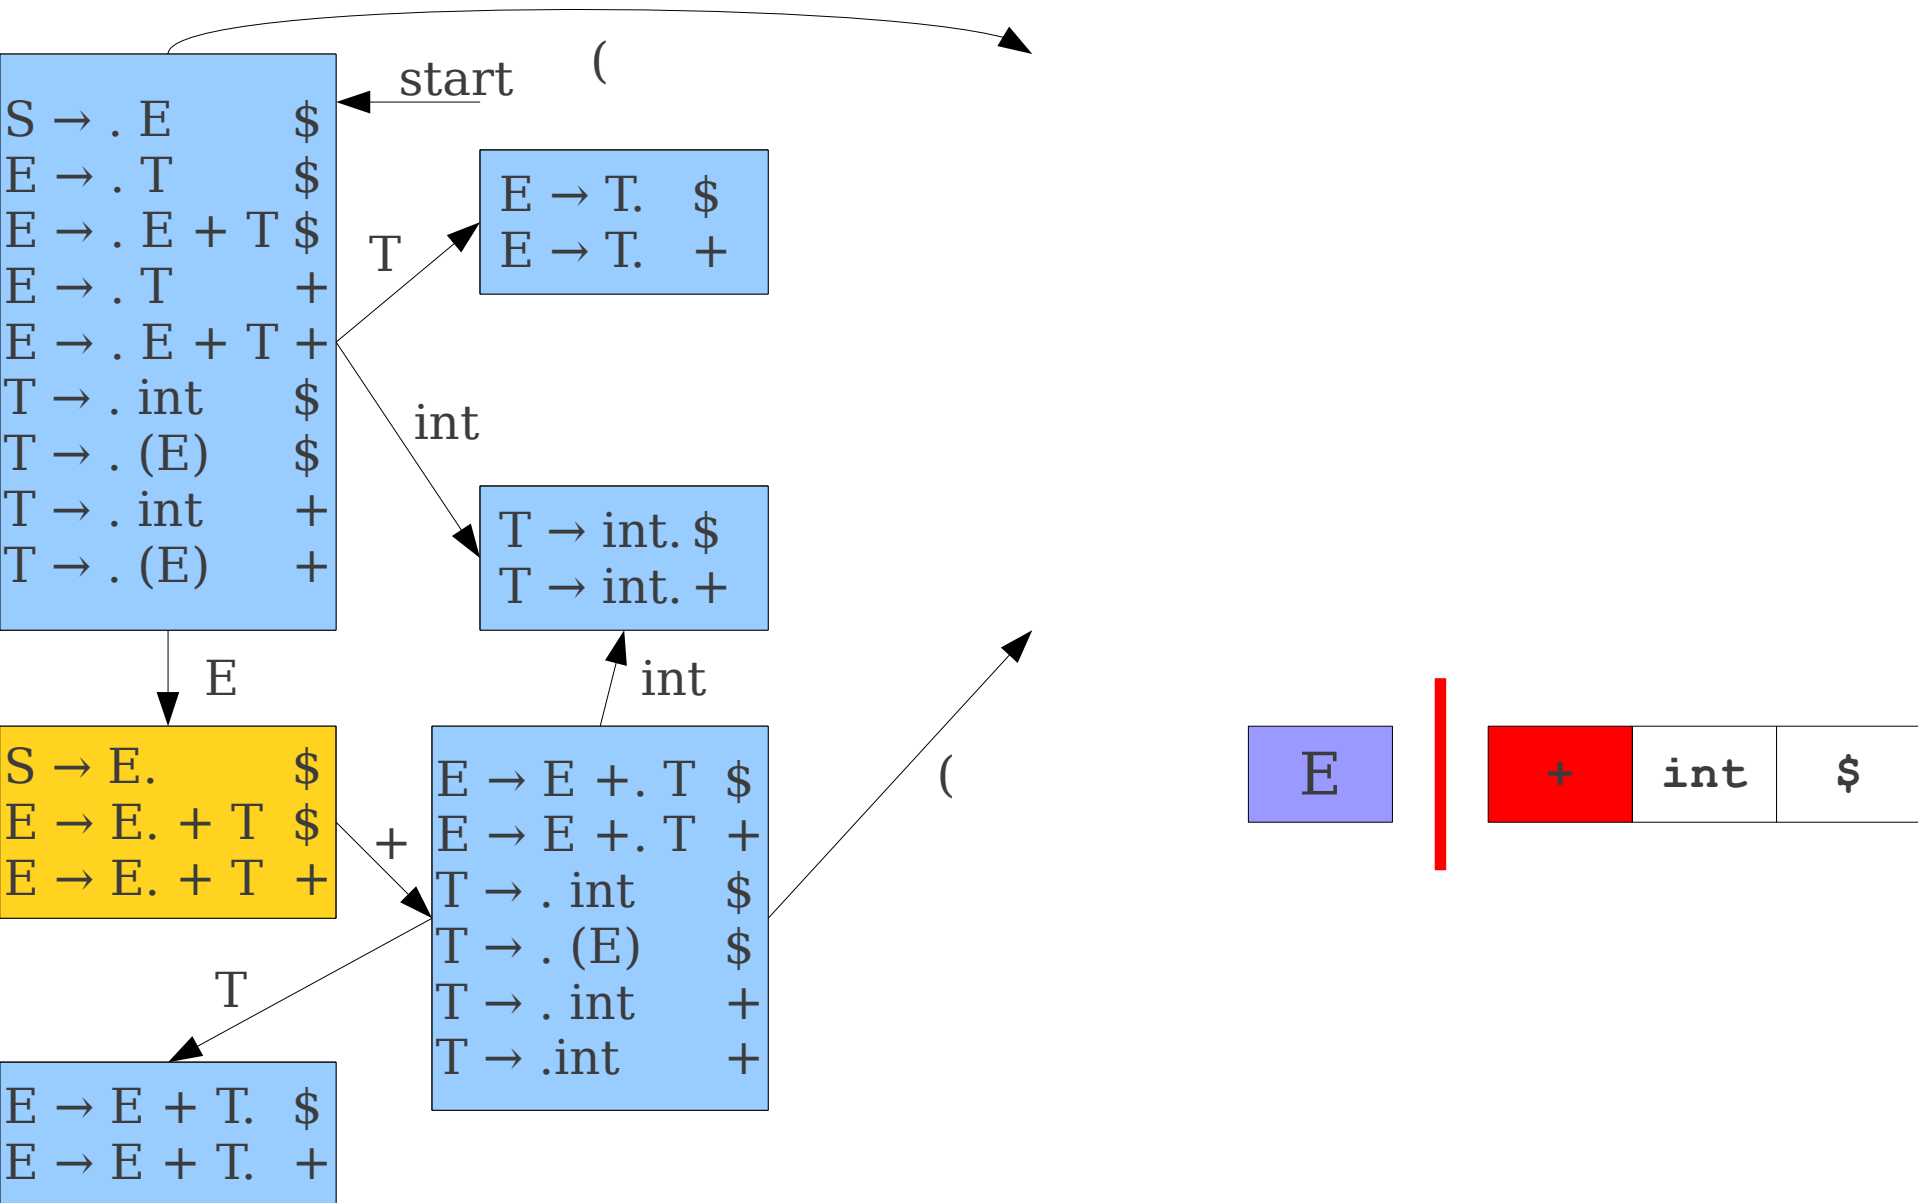 (
start
S → . E $
E → . T $
E → . E + T $
E → . T +
E → . E + T +
T → . int $
T → . (E) $
T → . int +
T → . (E) +
T
E → T. $
E → T. +
int
T → int. $
T → int. +
E
int
S → E. $
E → E. + T $
E → E. + T +
+
E → E +. T $
E → E +. T +
T → . int $
T → . (E) $
T → . int +
T → .int +
(
E + int $
T
E → E + T. $
E → E + T. +